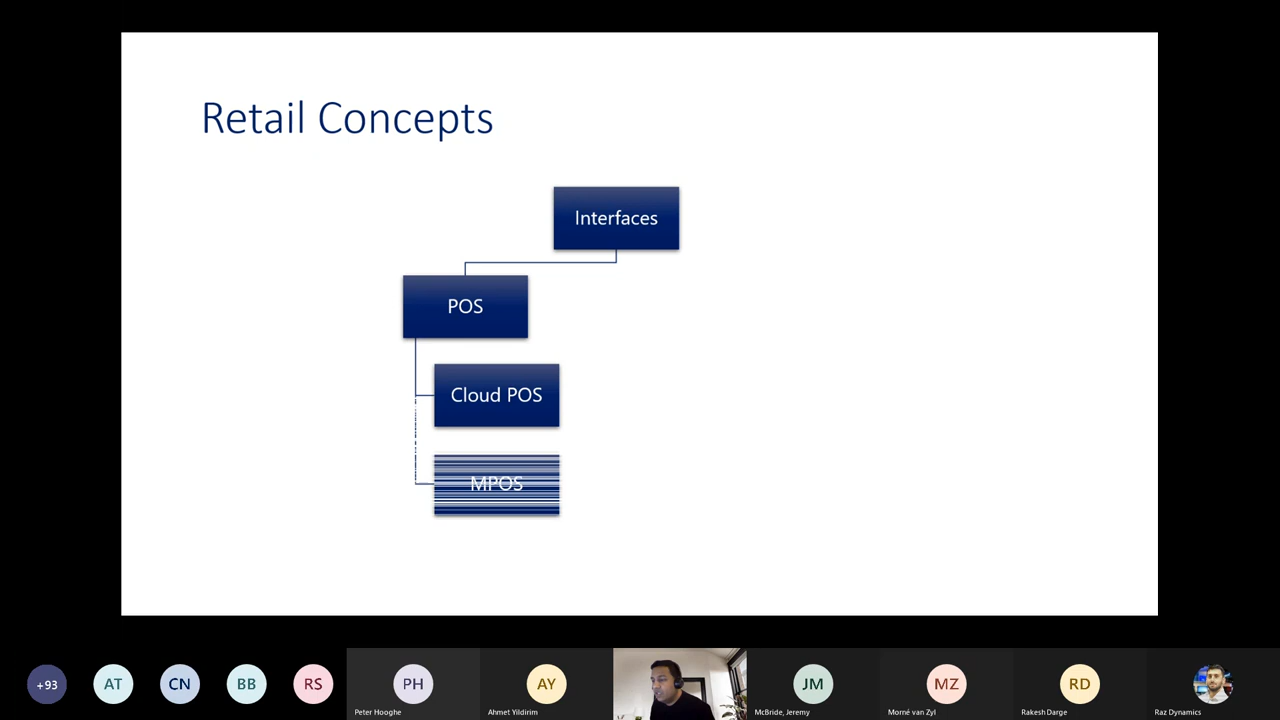 Retail Concepts
Interfaces
POS
Cloud POS
MPOS
+93
AT
CN
BB
RS
PH
AY
JM
MZ
RD
Peter Hooghe
Ahmet Yildirim
McBride, Jeremy
Morné van Zyl
Rakesh Darge
Raz Dynamics